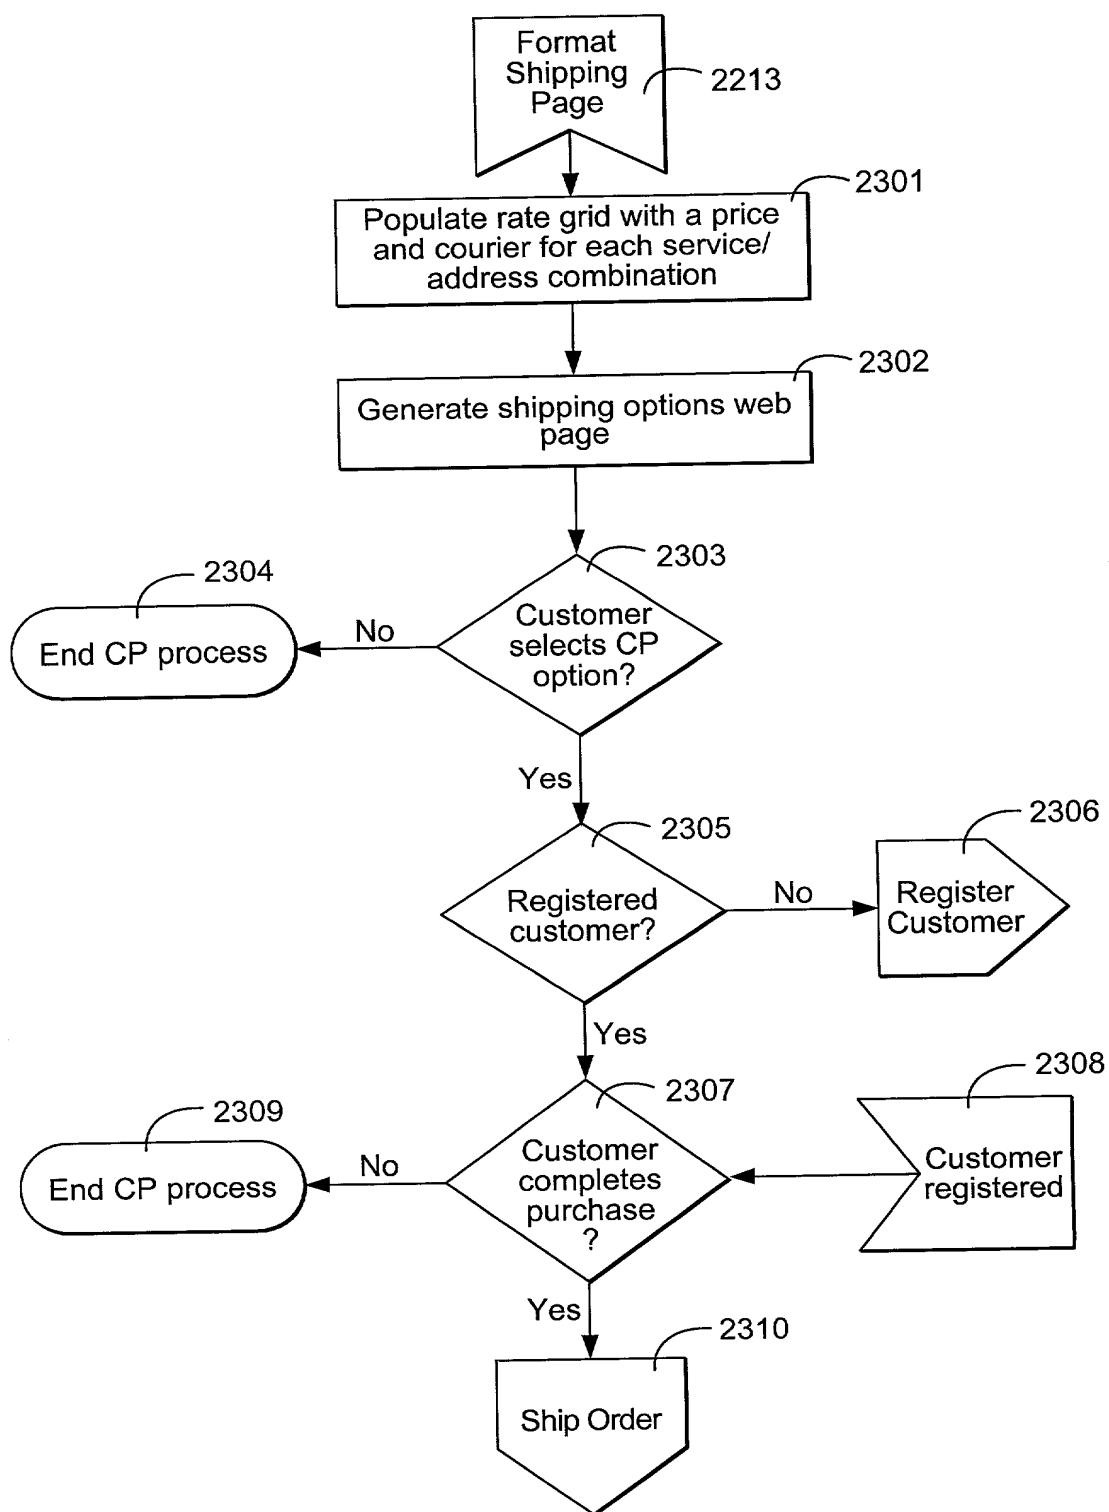 Format
Shipping
Page
2213
2301
Populate rate grid with a price
and courier for each service/
address combination
2302
Generate shipping options web
page
2303
Customer
selects CP
option?
2304
No
End CP process
Yes
2305
Registered
customer?
No
2306
Register
Customer
Yes
2307
Customer
completes
purchase
?
2308
Customer
registered
2309
No
End CP process
Yes
2310
Ship Order